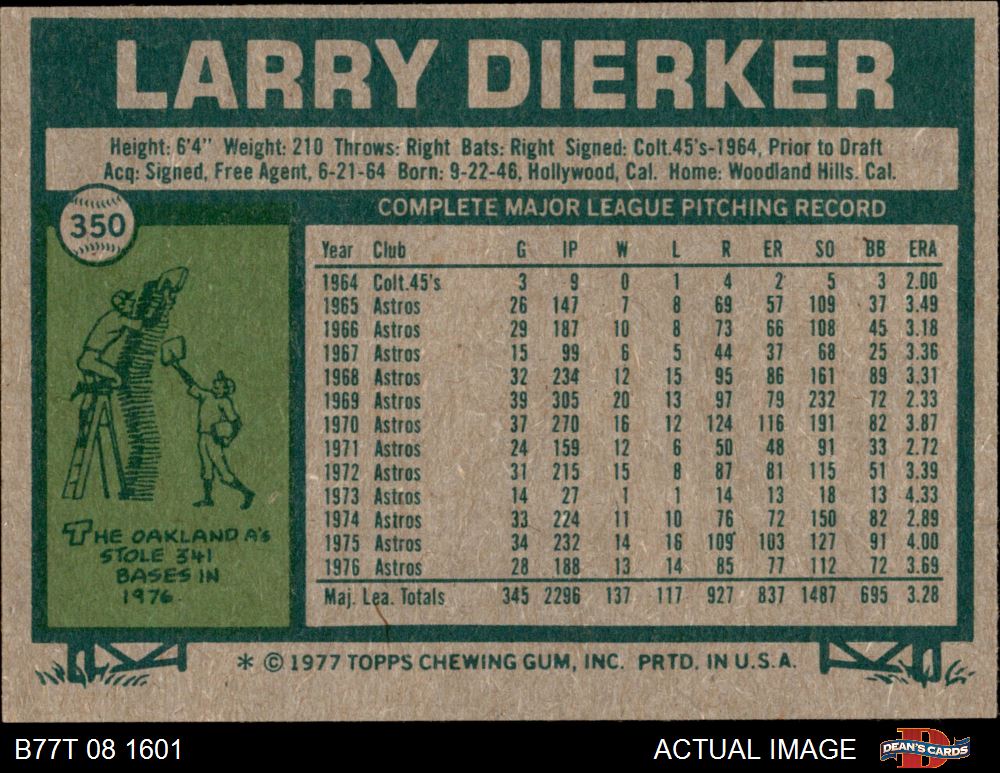 LARRY DIERKER
Height: 6'4" Weight: 210 Throws: Right Bats: Right Signed: Colt.45's-1964, Prior to Draft
Acq: Signed, Free Agent, 6-21-64 Born: 9-22-46, Hollywood, Cal. Home: Woodland Hills. Cal.
350
COMPLETE MAJOR LEAGUE PITCHING RECORD
Year Club G IP W L R ER SO BB ERA
1964 Colt.45's 3 9 0 1 4 2 5 3 2.00
1965 Astros 26 147 7 8 69 57 109 37 3.49
1966 Astros 29 187 10 8 73 66 108 45 3.18
1967 Astros 15 99 6 5 44 37 68 25 3.36
1968 Astros 32 234 12 15 95 86 161 89 3.31
1969 Astros 39 305 20 13 97 79 232 72 2.33
1970 Astros 37 270 16 12 124 116 191 82 3.87
1971 Astros 24 159 12 6 50 48 91 33 2.72
1972 Astros 31 215 15 8 87 81 115 51 3.39
1973 Astros 14 27 1 1 14 13 18 13 4.33
1974 Astros 33 224 11 10 76 72 150 82 2.89
1975 Astros 34 232 14 16 109 103 127 91 4.00
1976 Astros 28 188 13 14 85 77 112 72 3.69
Maj. Lea. Totals 345 2296 137 117 927 837 1487 695 3.28
THE OAKLAND A's
STOLE 341
BASES IN
1976.
* © 1977 TOPPS CHEWING GUM, INC. PRTD. IN U.S.A.
B77T 08 1601
ACTUAL IMAGE
DEAN'S CARDS